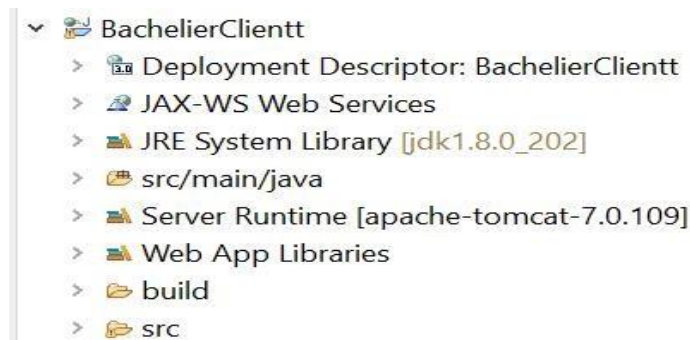 BachelierClientt
Deployment Descriptor: BachelierClientt
JAX-WS Web Services
JRE System Library [jdk1.8.0_202]
src/main/java
Server Runtime [apache-tomcat-7.0.109]
Web App Libraries
build
src